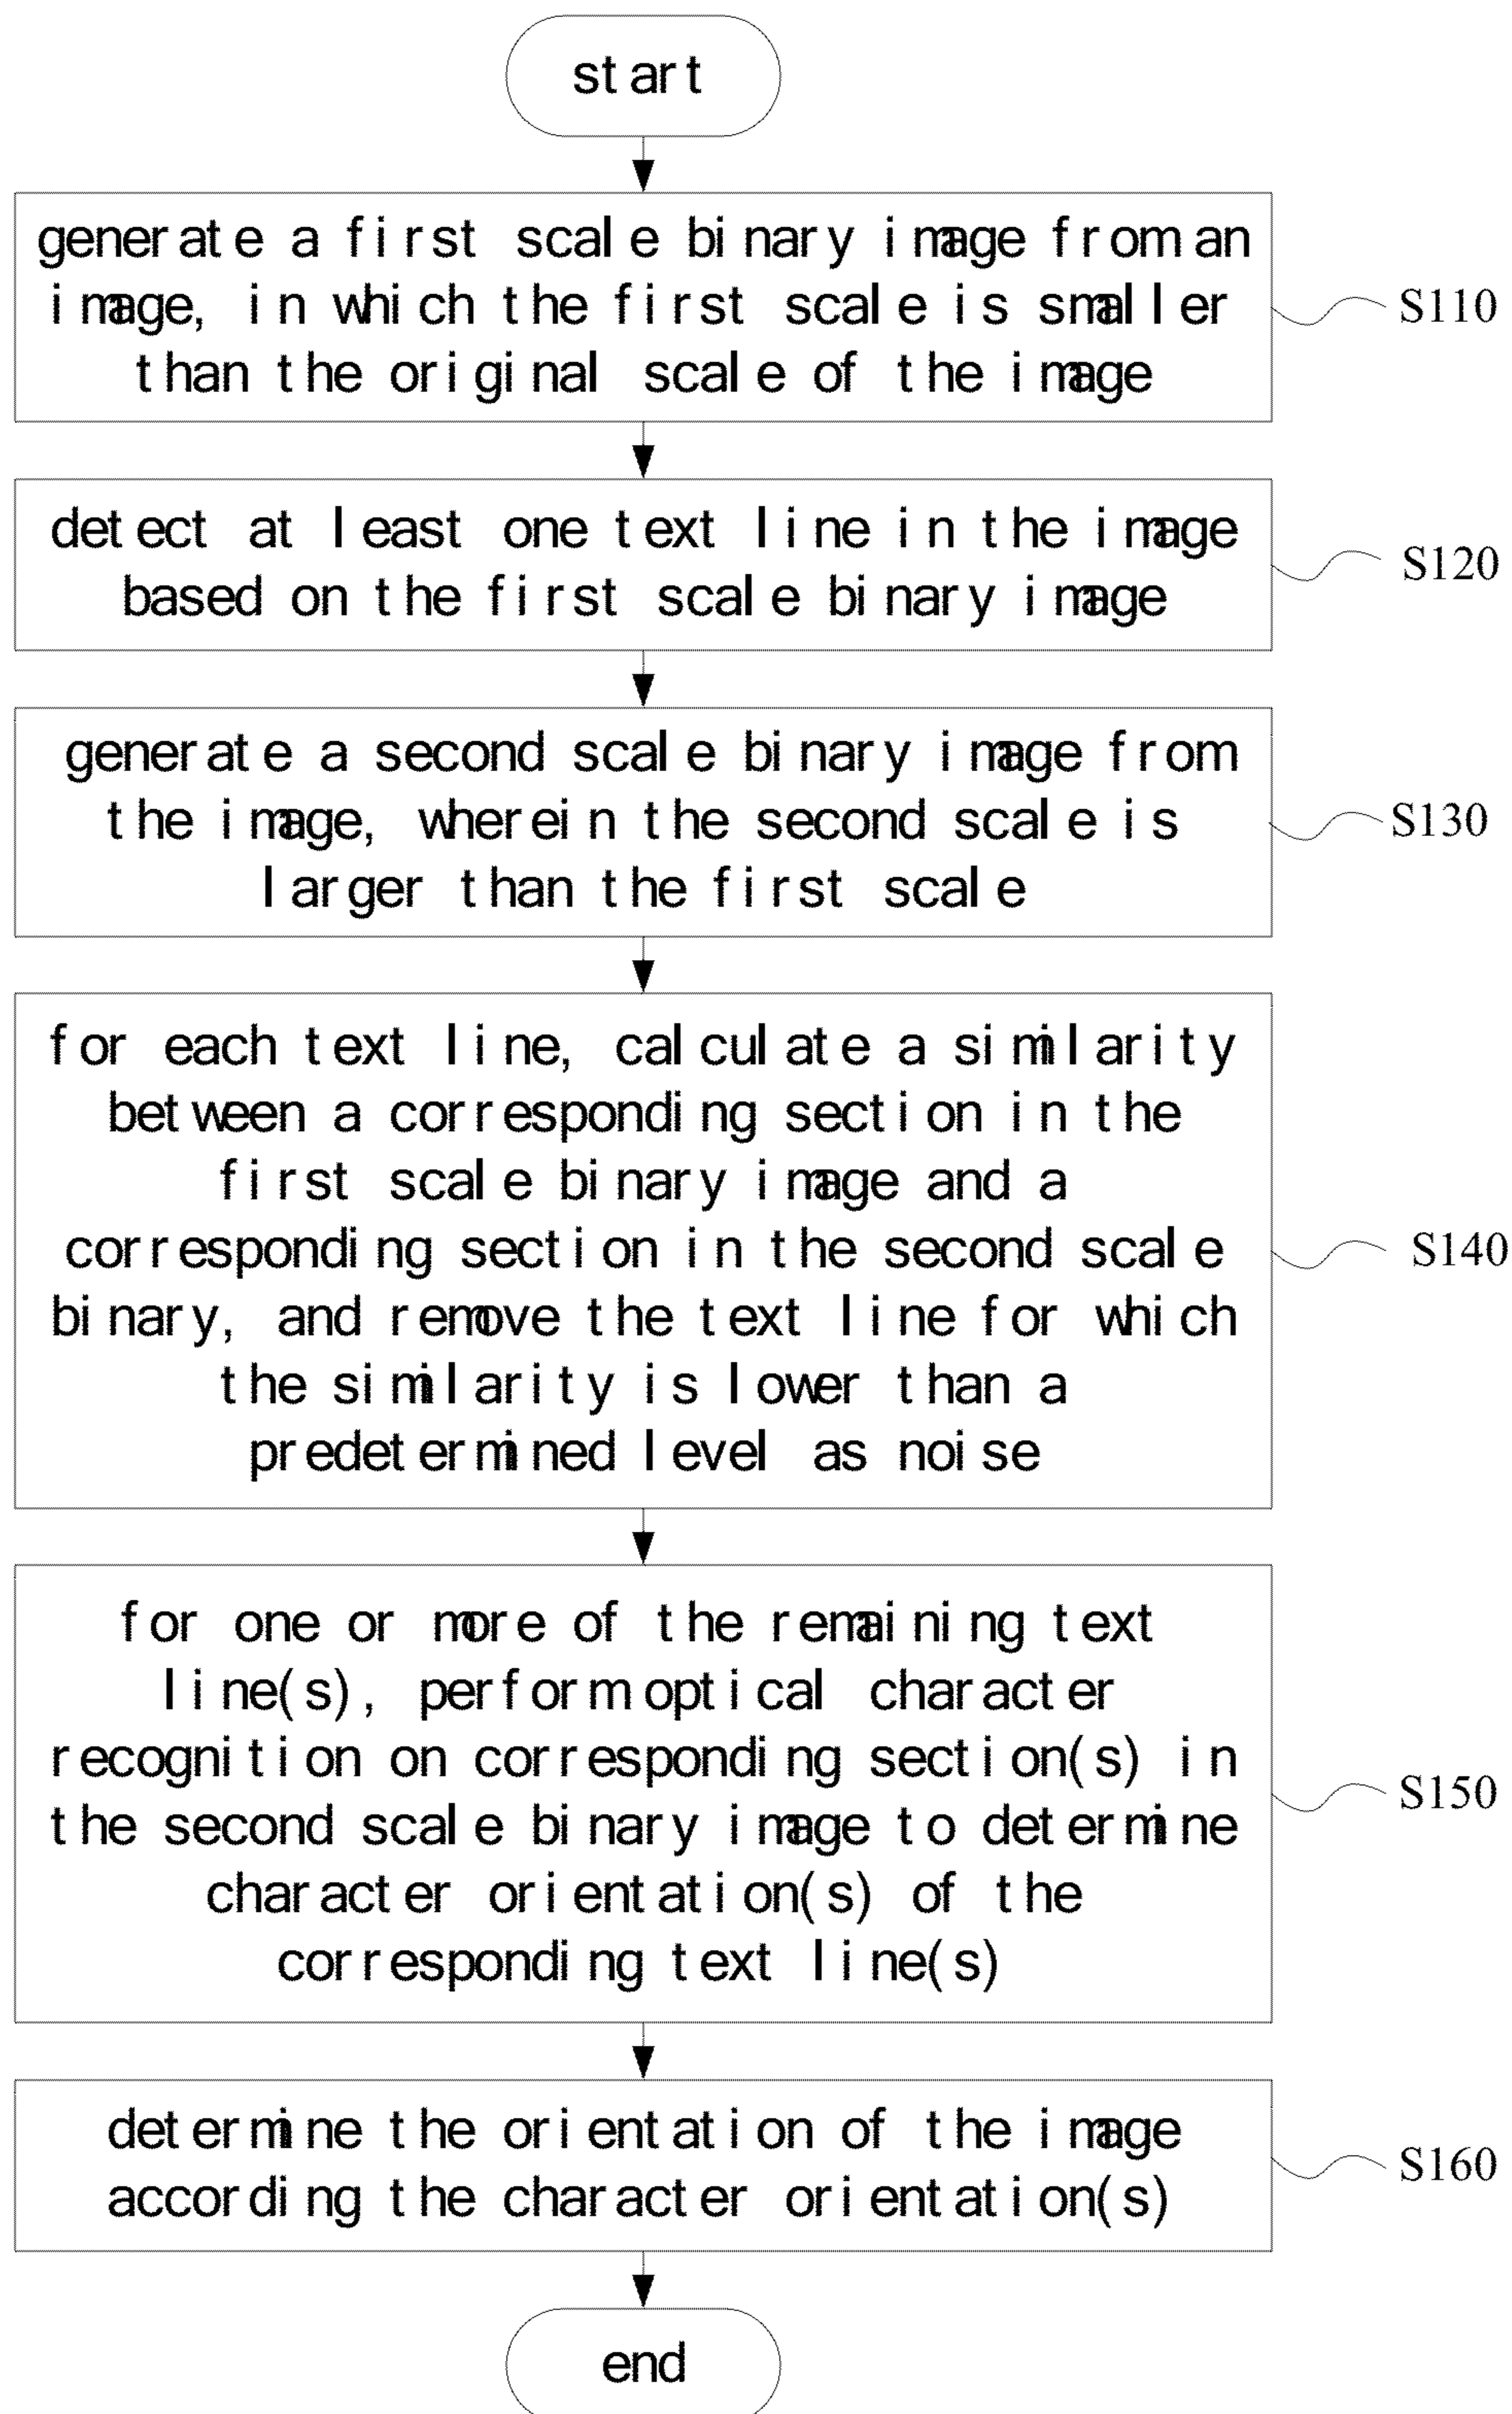 start
generate a first scale binary image from an
image, in which the first scale is smaller
than the original scale of the image
S110
detect at least one text line in the image
based on the first scale binary image
S120
generate a second scale binary image from
the image, wherein the second scale is
larger than the first scale
S130
for each text line, calculate a similarity
between a corresponding section in the
first scale binary image and a
corresponding section in the second scale
binary, and remove the text line for which
the similarity is lower than a
predetermined level as noise
S140
for one or more of the remaining text
line(s), perform optical character
recognition on corresponding section(s) in
the second scale binary image to determine
character orientation(s) of the
corresponding text line(s)
S150
determine the orientation of the image
according the character orientation(s)
S160
end